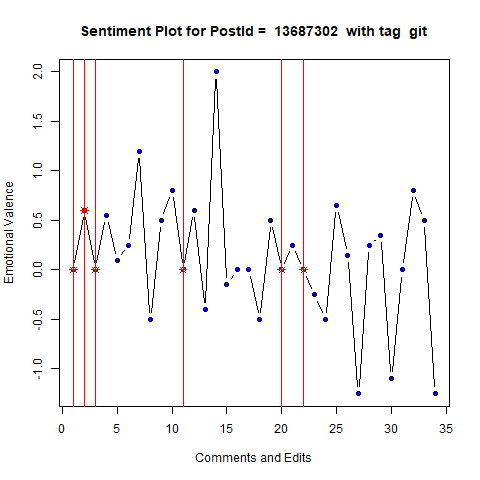 Sentiment Plot for PostId =  13687302  with tag  git
Emotional Valence
2.0
1.5
1.0
0.5
0.0
-0.5
-1.0
0 5 10 15 20 25 30 35
Comments and Edits